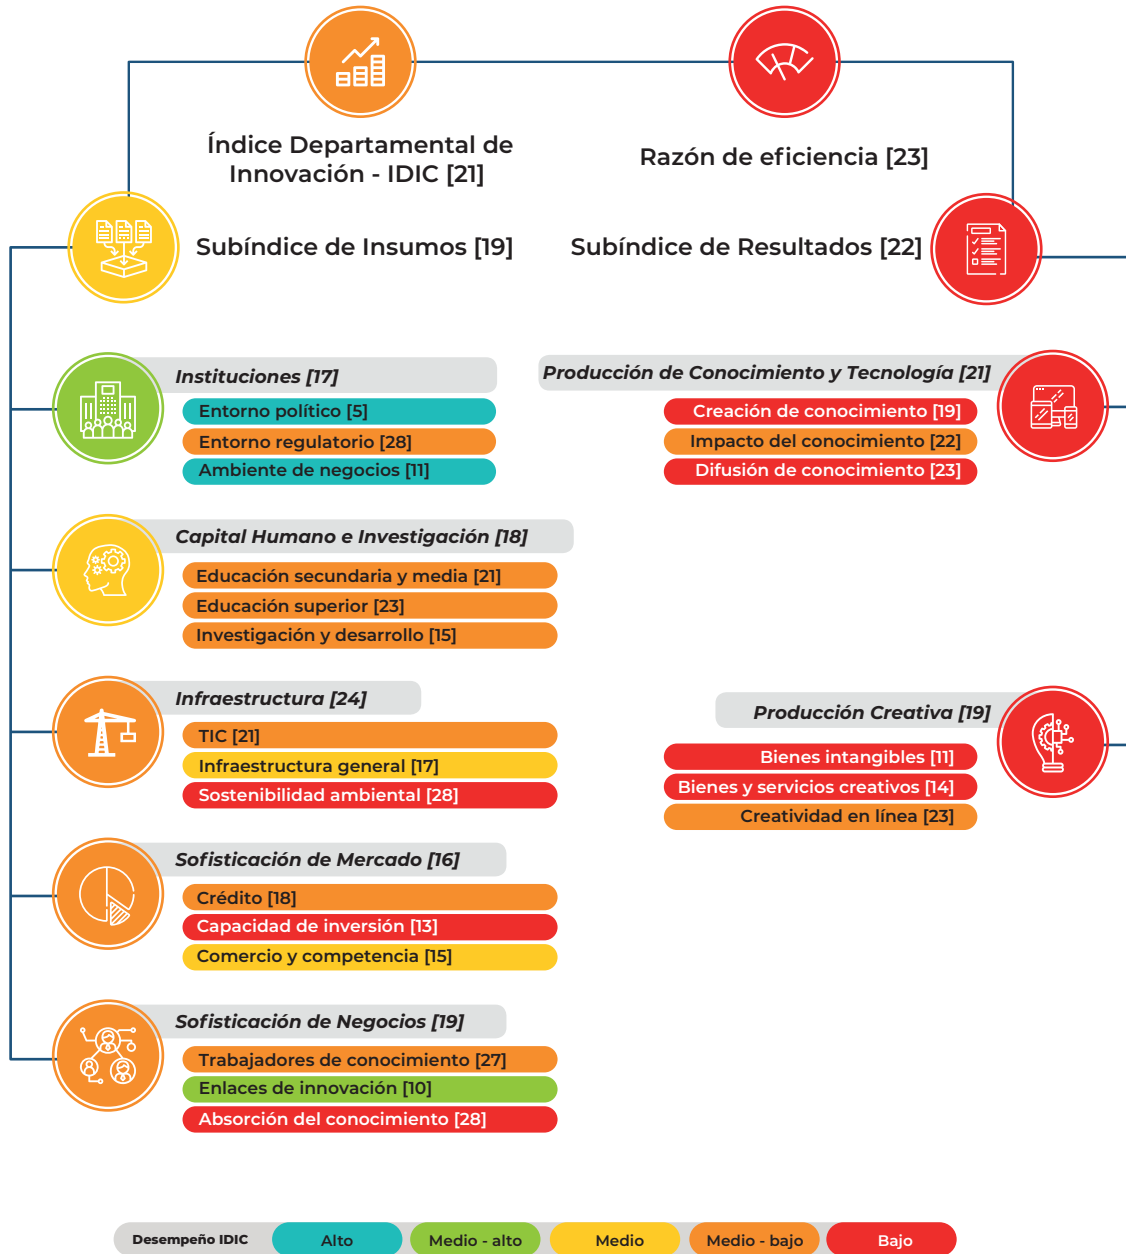 Índice Departamental de
Innovación - IDIC [21]
Razón de eficiencia [23]
Subíndice de Insumos [19]
Subíndice de Resultados [22]
Instituciones [17]
Entorno político [5]
Entorno regulatorio [28]
Ambiente de negocios [11]
Capital Humano e Investigación [18]
Educación secundaria y media [21]
Educación superior [23]
Investigación y desarrollo [15]
Infraestructura [24]
TIC [21]
Infraestructura general [17]
Sostenibilidad ambiental [28]
Sofisticación de Mercado [16]
Crédito [18]
Capacidad de inversión [13]
Comercio y competencia [15]
Sofisticación de Negocios [19]
Trabajadores de conocimiento [27]
Enlaces de innovación [10]
Absorción del conocimiento [28]
Producción de Conocimiento y Tecnología [21]
Creación de conocimiento [19]
Impacto del conocimiento [22]
Difusión de conocimiento [23]
Producción Creativa [19]
Bienes intangibles [11]
Bienes y servicios creativos [14]
Creatividad en línea [23]
Desempeño IDIC
Alto
Medio - alto
Medio
Medio - bajo
Bajo